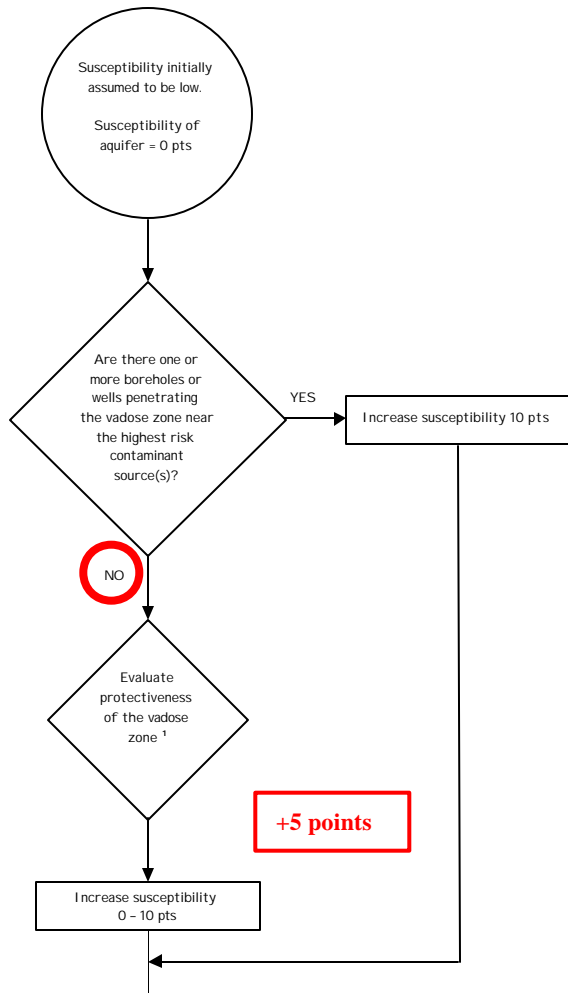 Susceptibility initially
assumed to be low.
Susceptibility of
aquifer = 0 pts
Are there one or
more boreholes or
wells penetrating
the vadose zone near
the highest risk
contaminant
source(s)?
YES
Increase susceptibility 10 pts
NO
Evaluate
protectiveness
of the vadose
zone ¹
+5 points
Increase susceptibility
0 – 10 pts